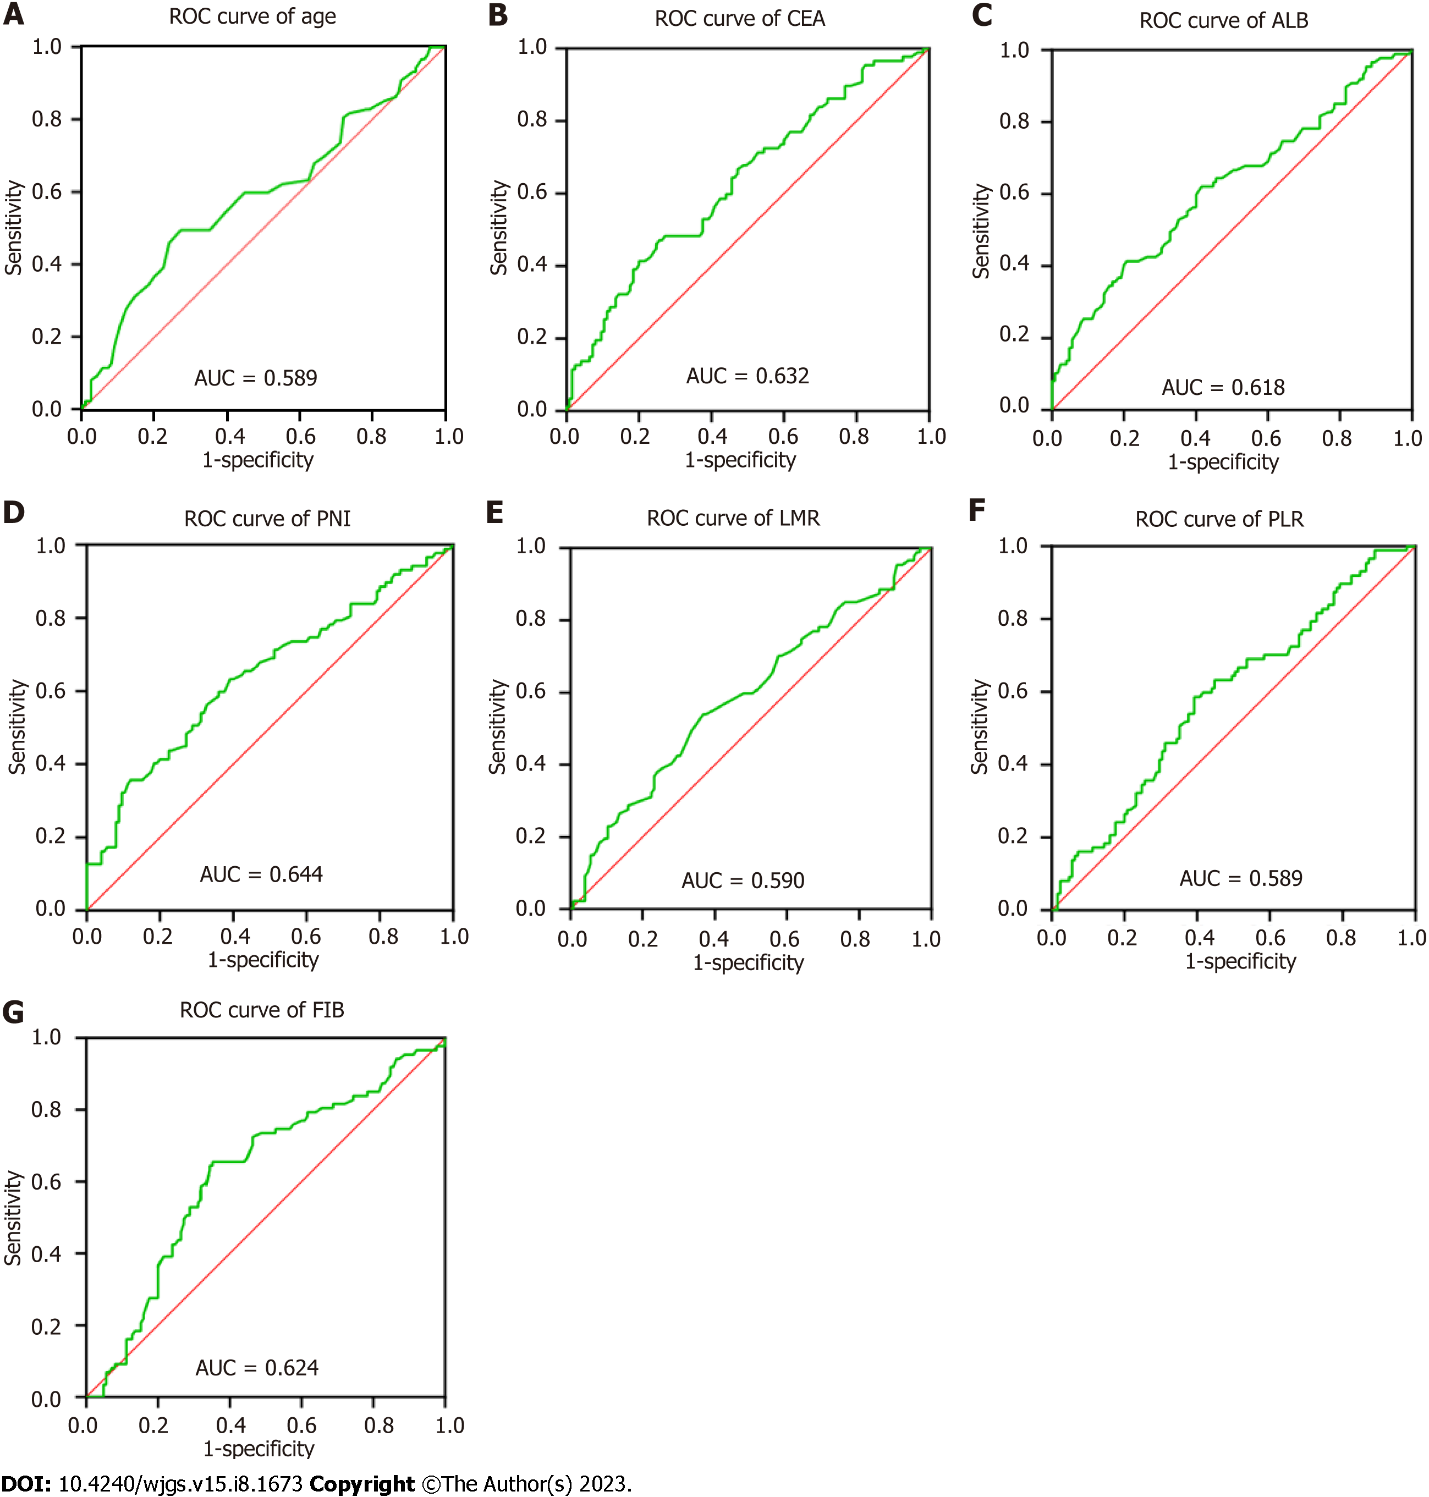 A
ROC curve of age
1.0
0.8
0.6
0.4
0.2
0.0
Sensitivity
AUC = 0.589
0.0 0.2 0.4 0.6 0.8 1.0
1-specificity
B
ROC curve of CEA
1.0
0.8
0.6
0.4
0.2
0.0
Sensitivity
AUC = 0.632
0.0 0.2 0.4 0.6 0.8 1.0
1-specificity
C
ROC curve of ALB
1.0
0.8
0.6
0.4
0.2
0.0
Sensitivity
AUC = 0.618
0.0 0.2 0.4 0.6 0.8 1.0
1-specificity
D
ROC curve of PNI
1.0
0.8
0.6
0.4
0.2
0.0
Sensitivity
AUC = 0.644
0.0 0.2 0.4 0.6 0.8 1.0
1-specificity
E
ROC curve of LMR
1.0
0.8
0.6
0.4
0.2
0.0
Sensitivity
AUC = 0.590
0.0 0.2 0.4 0.6 0.8 1.0
1-specificity
F
ROC curve of PLR
1.0
0.8
0.6
0.4
0.2
0.0
Sensitivity
AUC = 0.589
0.0 0.2 0.4 0.6 0.8 1.0
1-specificity
G
ROC curve of FIB
1.0
0.8
0.6
0.4
0.2
0.0
Sensitivity
AUC = 0.624
0.0 0.2 0.4 0.6 0.8 1.0
1-specificity
DOI: 10.4240/wjgs.v15.i8.1673 Copyright ©The Author(s) 2023.